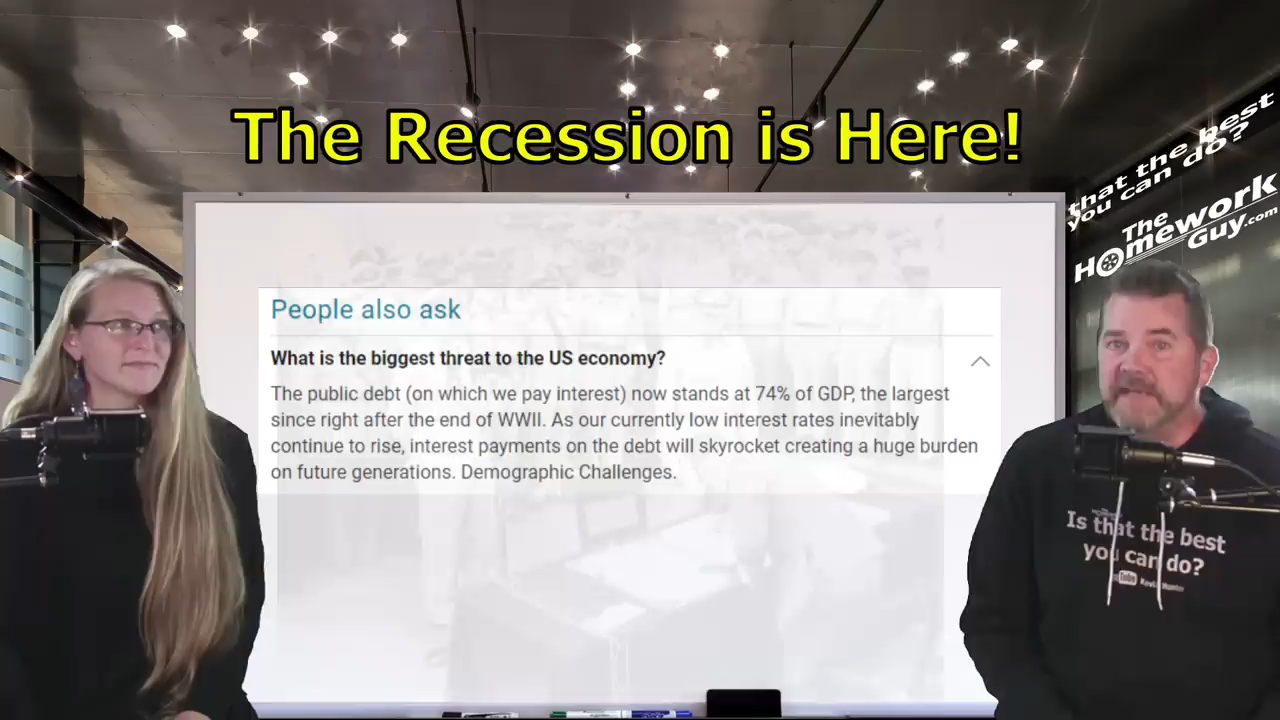 The Recession is Here!
that the best
you can do?
The
Homework
Guy.com
People also ask
What is the biggest threat to the US economy?
The public debt (on which we pay interest) now stands at 74% of GDP, the largest
since right after the end of WWII. As our currently low interest rates inevitably
continue to rise, interest payments on the debt will skyrocket creating a huge burden
on future generations. Demographic Challenges.
Is that the best
you can do?
Kevin Hunter